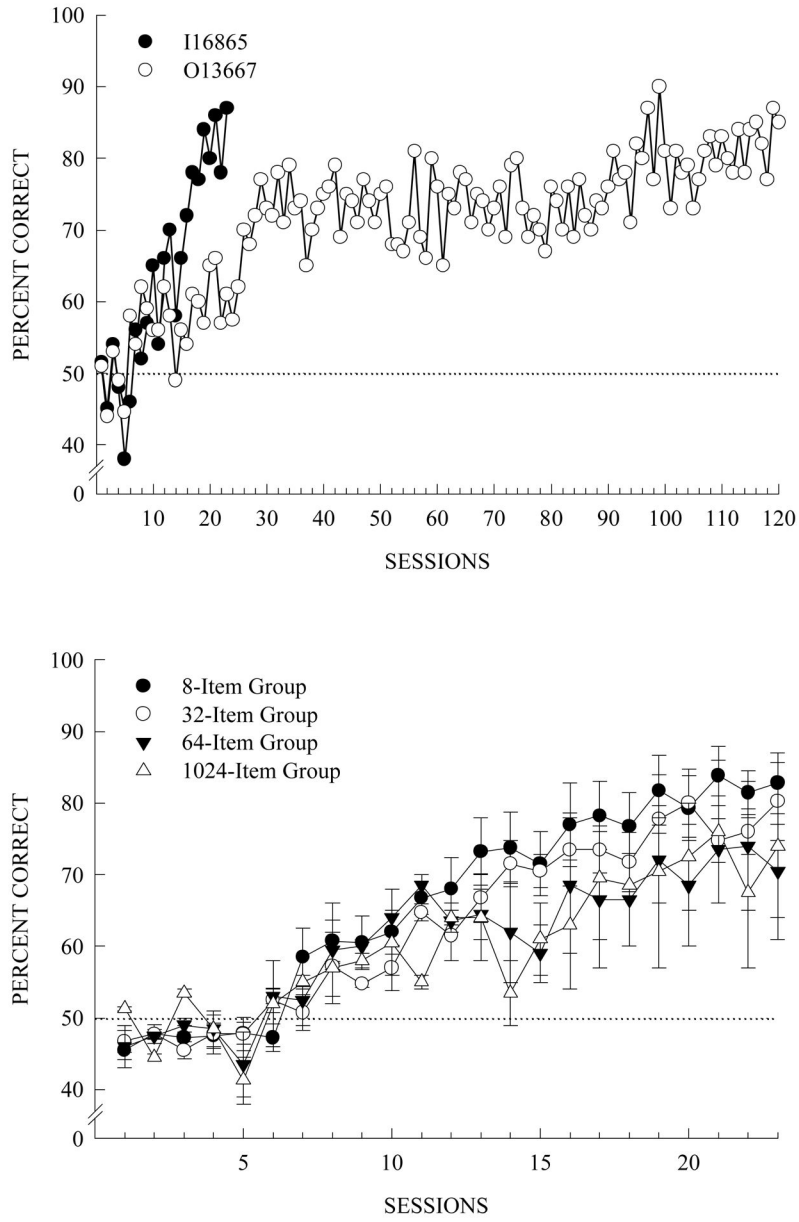 100
I16865
O13667
90
80
70
60
50
40
0
PERCENT CORRECT
10 20 30 40 50 60 70 80 90 100 110 120
SESSIONS
100
8-Item Group
32-Item Group
64-Item Group
1024-Item Group
90
80
70
60
50
40
0
PERCENT CORRECT
5 10 15 20
SESSIONS